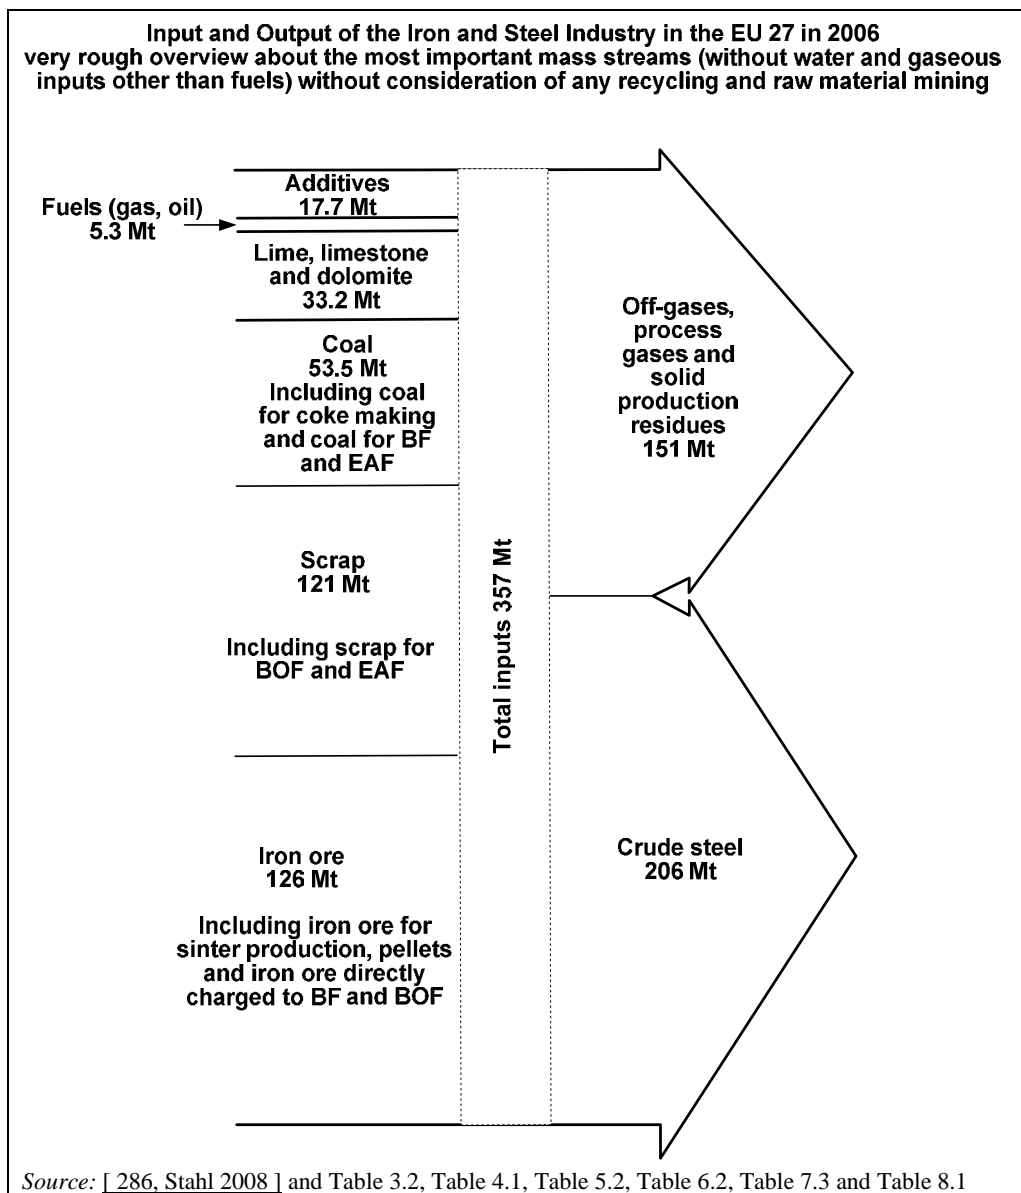 Input and Output of the Iron and Steel Industry in the EU 27 in 2006
very rough overview about the most important mass streams (without water and gaseous
inputs other than fuels) without consideration of any recycling and raw material mining
Additives
17.7 Mt
Fuels (gas, oil)
5.3 Mt
Lime, limestone
and dolomite
33.2 Mt
Coal
53.5 Mt
Including coal
for coke making
and coal for BF
and EAF
Scrap
121 Mt
Including scrap for
BOF and EAF
Iron ore
126 Mt
Including iron ore for
sinter production, pellets
and iron ore directly
charged to BF and BOF
Total inputs 357 Mt
Off-gases,
process
gases and
solid
production
residues
151 Mt
Crude steel
206 Mt
Source: [ 286, Stahl 2008 ] and Table 3.2, Table 4.1, Table 5.2, Table 6.2, Table 7.3 and Table 8.1